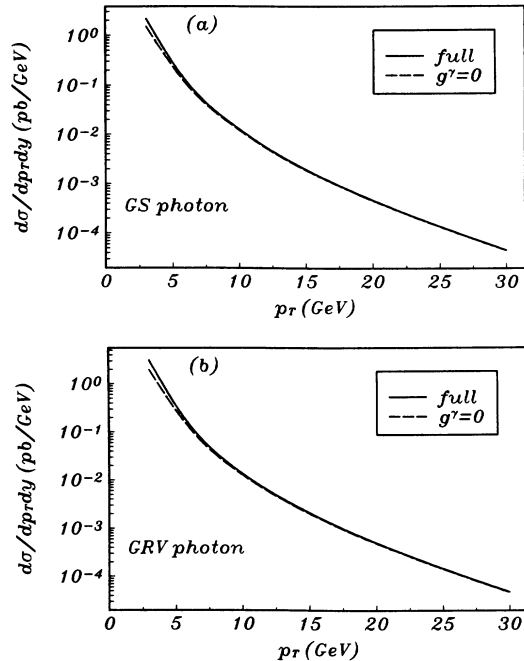 (a)
full
g^γ=0
10^0
10^-1
10^-2
10^-3
10^-4
dσ/dp_T dy (pb/GeV)
GS photon
0 5 10 15 20 25 30
p_T (GeV)
(b)
full
g^γ=0
10^0
10^-1
10^-2
10^-3
10^-4
dσ/dp_T dy (pb/GeV)
GRV photon
0 5 10 15 20 25 30
p_T (GeV)